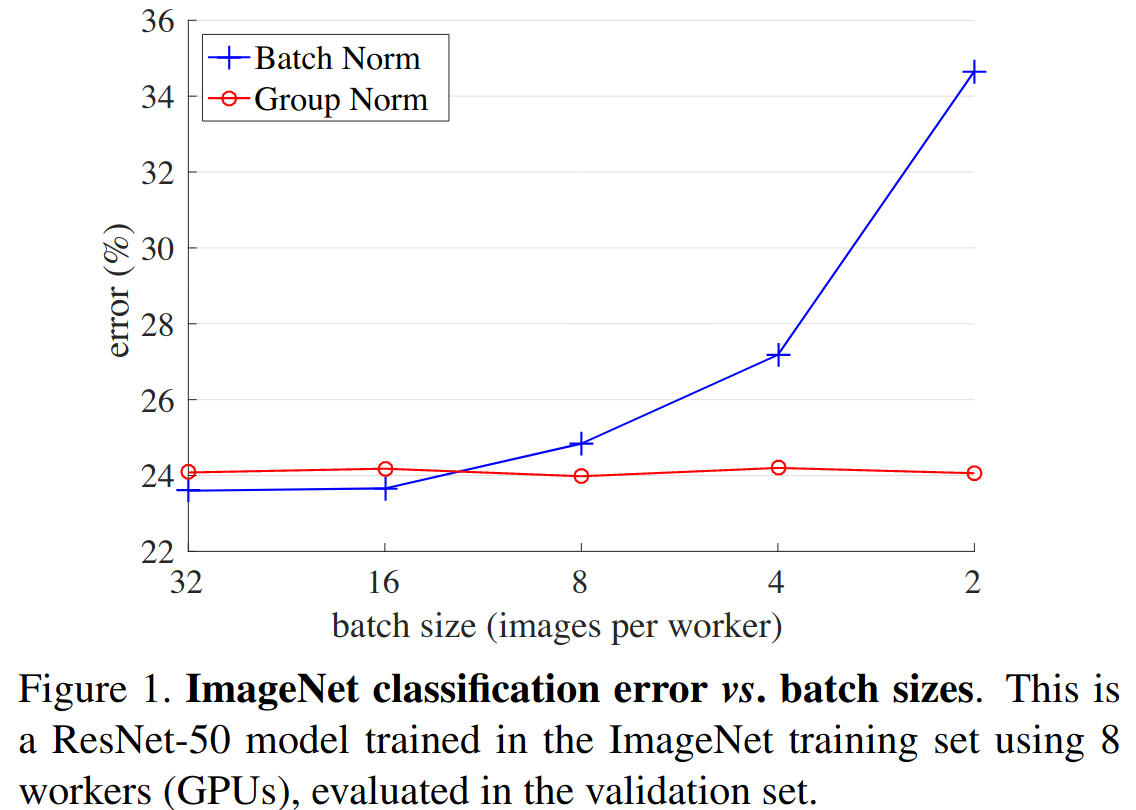 36
Batch Norm
Group Norm
34
32
30
28
26
24
22
error (%)
32 16 8 4 2
batch size (images per worker)
Figure 1. ImageNet classification error vs. batch sizes. This is
a ResNet-50 model trained in the ImageNet training set using 8
workers (GPUs), evaluated in the validation set.